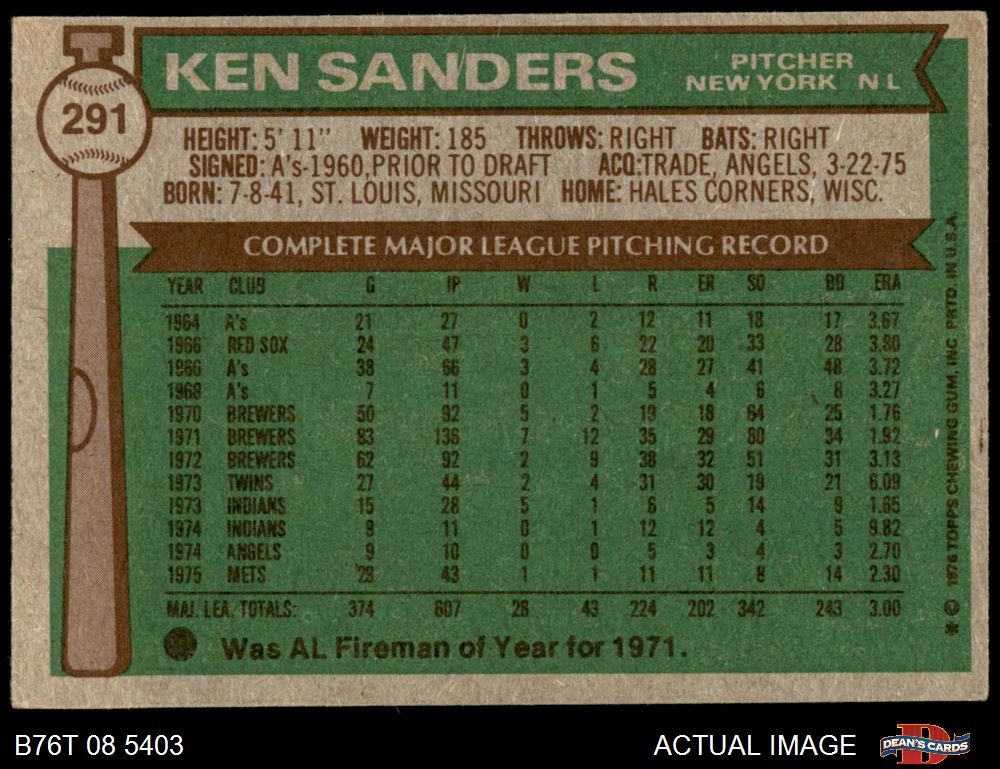 KEN SANDERS
PITCHER
NEW YORK N L
291
HEIGHT: 5' 11" WEIGHT: 185 THROWS: RIGHT BATS: RIGHT
SIGNED: A's-1960, PRIOR TO DRAFT ACQ:TRADE, ANGELS, 3-22-75
BORN: 7-8-41, ST. LOUIS, MISSOURI HOME: HALES CORNERS, WISC.
COMPLETE MAJOR LEAGUE PITCHING RECORD
YEAR CLUB G IP W L R ER SO BB ERA
1964 A's 21 27 0 2 12 11 18 17 3.67
1966 RED SOX 24 47 3 6 22 20 33 28 3.80
1966 A's 38 66 3 4 28 27 41 48 3.72
1968 A's 7 11 0 1 5 4 6 8 3.27
1970 BREWERS 50 92 5 2 19 18 64 25 1.76
1971 BREWERS 83 136 7 12 35 29 80 34 1.92
1972 BREWERS 62 92 2 9 38 32 51 31 3.13
1973 TWINS 27 44 2 4 31 30 19 21 6.09
1973 INDIANS 15 28 5 1 6 5 14 9 1.65
1974 INDIANS 9 11 0 1 12 12 4 5 9.82
1974 ANGELS 9 10 0 0 5 3 4 3 2.70
1975 METS 29 43 1 1 11 11 8 14 2.30
MAJ. LEA. TOTALS: 374 607 28 43 224 202 342 243 3.00
Was AL Fireman of Year for 1971.
* © 1976 TOPPS CHEWING GUM, INC PRTD. IN U.S.A.
B76T 08 5403
ACTUAL IMAGE
DEAN'S CARDS